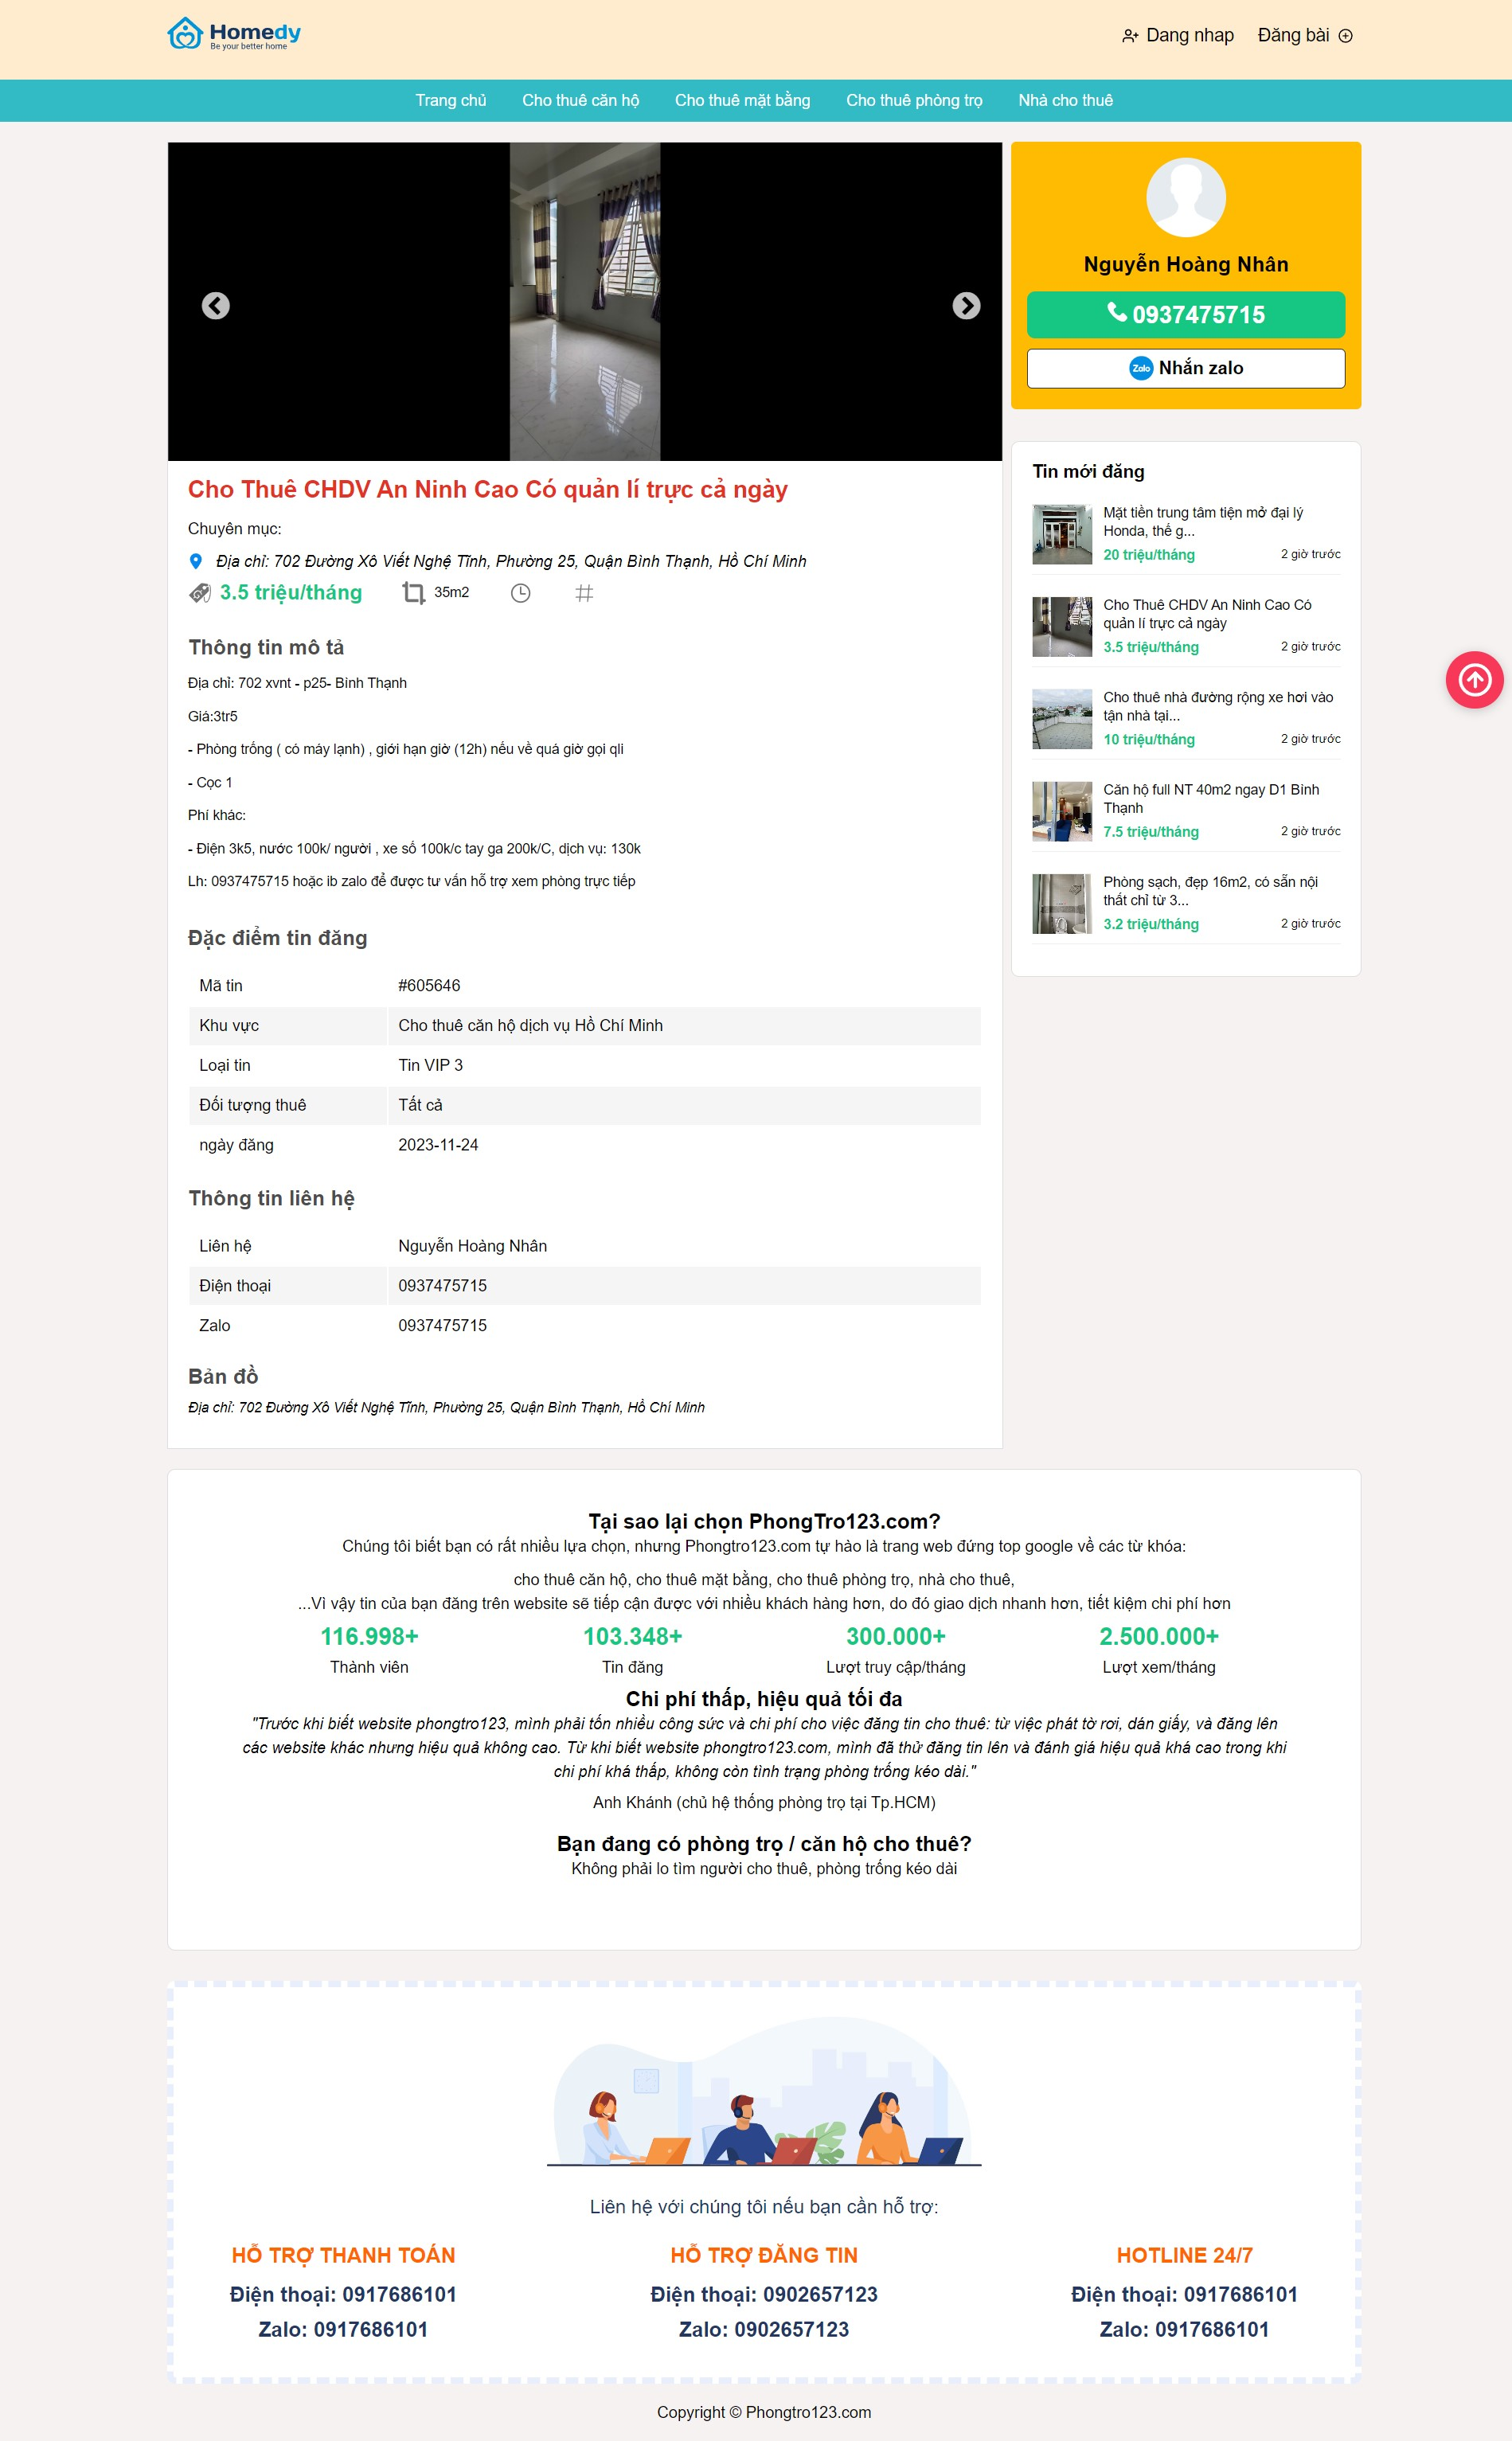 Homedy
Be your better home
Dang nhap
Đăng bài
Trang chủ
Cho thuê căn hộ
Cho thuê mặt bằng
Cho thuê phòng trọ
Nhà cho thuê
Nguyễn Hoàng Nhân
0937475715
Zalo Nhắn zalo
Cho Thuê CHDV An Ninh Cao Có quản lí trực cả ngày
Chuyên mục:
Địa chỉ: 702 Đường Xô Viết Nghệ Tĩnh, Phường 25, Quận Bình Thạnh, Hồ Chí Minh
3.5 triệu/tháng
35m2
Thông tin mô tả
Địa chỉ: 702 xvnt - p25- Bình Thạnh
Giá:3tr5
- Phòng trống ( có máy lạnh) , giới hạn giờ (12h) nếu về quá giờ gọi qli
- Cọc 1
Phí khác:
- Điện 3k5, nước 100k/ người , xe số 100k/c tay ga 200k/C, dịch vụ: 130k
Lh: 0937475715 hoặc ib zalo để được tư vấn hỗ trợ xem phòng trực tiếp
Đặc điểm tin đăng
Mã tin #605646
Khu vực Cho thuê căn hộ dịch vụ Hồ Chí Minh
Loại tin Tin VIP 3
Đối tượng thuê Tất cả
ngày đăng 2023-11-24
Thông tin liên hệ
Liên hệ Nguyễn Hoàng Nhân
Điện thoại 0937475715
Zalo 0937475715
Bản đồ
Địa chỉ: 702 Đường Xô Viết Nghệ Tĩnh, Phường 25, Quận Bình Thạnh, Hồ Chí Minh
Tin mới đăng
Mặt tiền trung tâm tiện mở đại lý
Honda, thế g...
20 triệu/tháng 2 giờ trước
Cho Thuê CHDV An Ninh Cao Có
quản lí trực cả ngày
3.5 triệu/tháng 2 giờ trước
Cho thuê nhà đường rộng xe hơi vào
tận nhà tại...
10 triệu/tháng 2 giờ trước
Căn hộ full NT 40m2 ngay D1 Bình
Thạnh
7.5 triệu/tháng 2 giờ trước
Phòng sạch, đẹp 16m2, có sẵn nội
thất chỉ từ 3...
3.2 triệu/tháng 2 giờ trước
Tại sao lại chọn PhongTro123.com?
Chúng tôi biết bạn có rất nhiều lựa chọn, nhưng Phongtro123.com tự hào là trang web đứng top google về các từ khóa:
cho thuê căn hộ, cho thuê mặt bằng, cho thuê phòng trọ, nhà cho thuê,
...Vì vậy tin của bạn đăng trên website sẽ tiếp cận được với nhiều khách hàng hơn, do đó giao dịch nhanh hơn, tiết kiệm chi phí hơn
116.998+ 103.348+ 300.000+ 2.500.000+
Thành viên Tin đăng Lượt truy cập/tháng Lượt xem/tháng
Chi phí thấp, hiệu quả tối đa
"Trước khi biết website phongtro123, mình phải tốn nhiều công sức và chi phí cho việc đăng tin cho thuê: từ việc phát tờ rơi, dán giấy, và đăng lên
các website khác nhưng hiệu quả không cao. Từ khi biết website phongtro123.com, mình đã thử đăng tin lên và đánh giá hiệu quả khá cao trong khi
chi phí khá thấp, không còn tình trạng phòng trống kéo dài."
Anh Khánh (chủ hệ thống phòng trọ tại Tp.HCM)
Bạn đang có phòng trọ / căn hộ cho thuê?
Không phải lo tìm người cho thuê, phòng trống kéo dài
Liên hệ với chúng tôi nếu bạn cần hỗ trợ:
HỖ TRỢ THANH TOÁN
Điện thoại: 0917686101
Zalo: 0917686101
HỖ TRỢ ĐĂNG TIN
Điện thoại: 0902657123
Zalo: 0902657123
HOTLINE 24/7
Điện thoại: 0917686101
Zalo: 0917686101
Copyright © Phongtro123.com